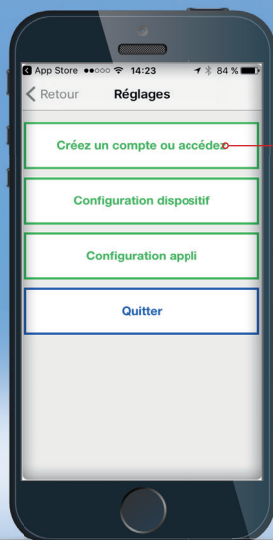 App Store 14:23 84 %
Retour Réglages
Créez un compte ou accédez
Configuration dispositif
Configuration appli
Quitter